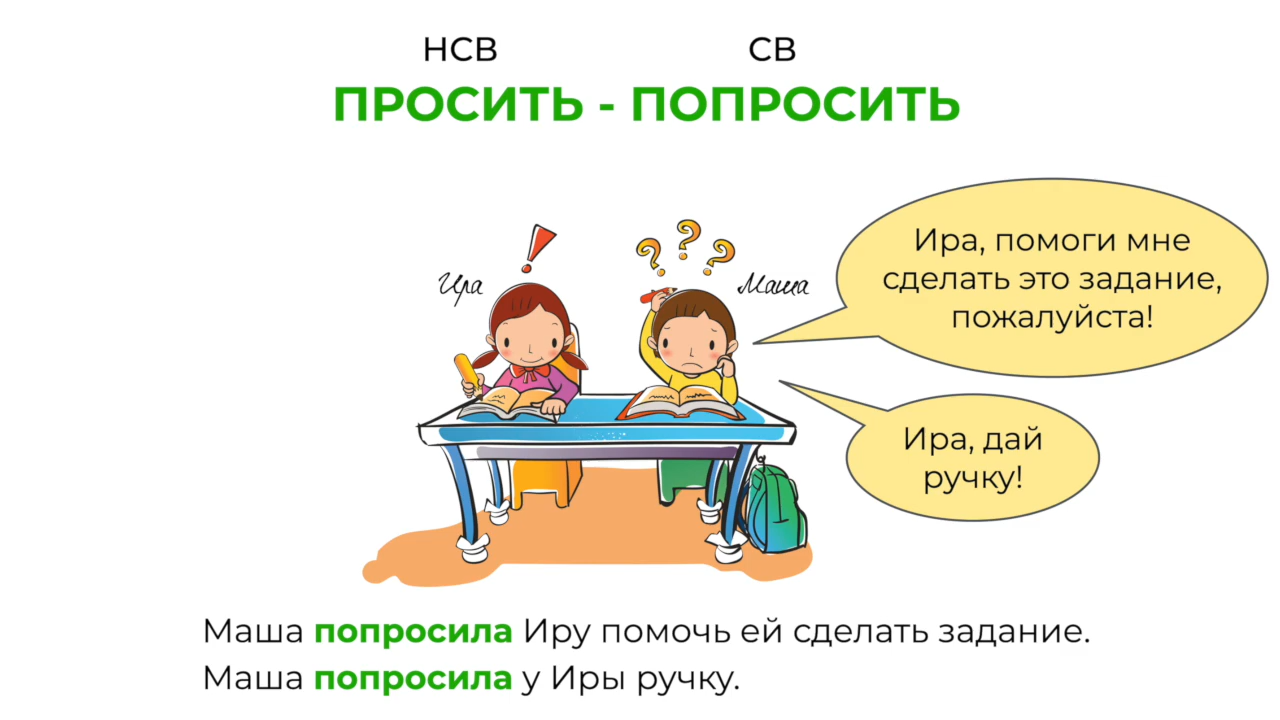 НСВ СВ
ПРОСИТЬ - ПОПРОСИТЬ
Ира
Маша
Ира, помоги мне
сделать это задание,
пожалуйста!
Ира, дай
ручку!
Маша попросила Иру помочь ей сделать задание.
Маша попросила у Иры ручку.